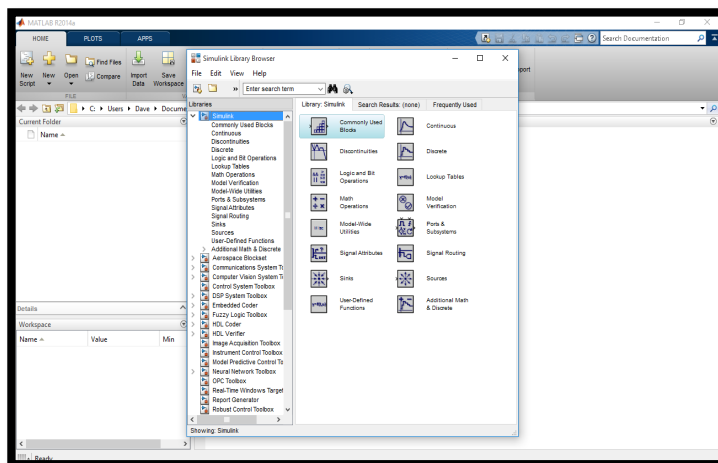 MATLAB R2014a
HOME PLOTS APPS
Search Documentation
New Script
New
Open
Find Files
Compare
Import Data
Save Workspace
FILE
C: Users Dave Docume
Current Folder
Name
Details
Workspace
Name Value Min
Ready
Simulink Library Browser
File Edit View Help
Enter search term
Libraries
Simulink
Commonly Used Blocks
Continuous
Discontinuities
Discrete
Logic and Bit Operations
Lookup Tables
Math Operations
Model Verification
Model-Wide Utilities
Ports & Subsystems
Signal Attributes
Signal Routing
Sinks
Sources
User-Defined Functions
Additional Math & Discrete
Aerospace Blockset
Communications System To
Computer Vision System T
Control System Toolbox
DSP System Toolbox
Embedded Coder
Fuzzy Logic Toolbox
HDL Coder
HDL Verifier
Image Acquisition Toolbox
Instrument Control Toolbox
Model Predictive Control To
Neural Network Toolbox
OPC Toolbox
Real-Time Windows Target
Report Generator
Robust Control Toolbox
Library: Simulink Search Results: (none) Frequently Used
Commonly Used
Blocks
Continuous
Discontinuities
Discrete
Logic and Bit
Operations
Lookup Tables
Math
Operations
Model
Verification
Model-Wide
Utilities
Ports &
Subsystems
Signal Attributes
Signal Routing
Sinks
Sources
User-Defined
Functions
Additional Math
& Discrete
Showing: Simulink
port